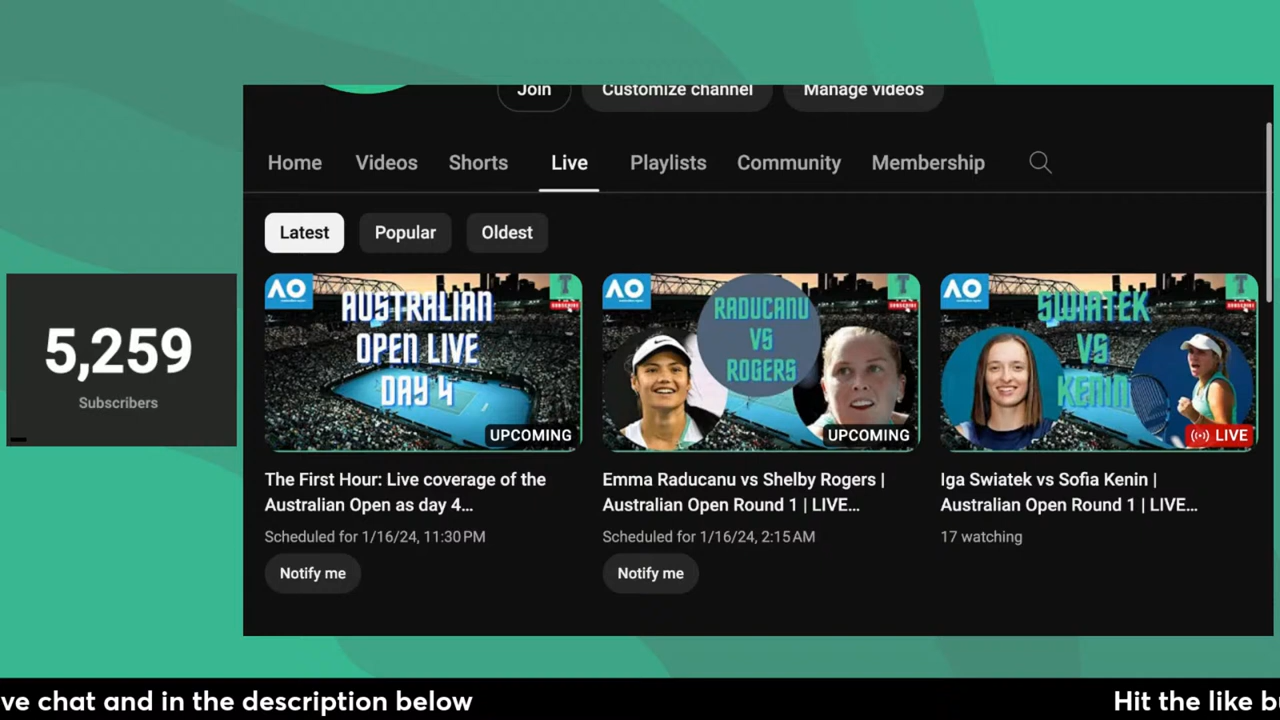 Join Customize channel Manage videos
Home Videos Shorts Live Playlists Community Membership
Latest Popular Oldest
5,259
Subscribers
AO
AUSTRALIAN
OPEN LIVE
DAY 4
SUBSCRIBE
UPCOMING
The First Hour: Live coverage of the
Australian Open as day 4...
Scheduled for 1/16/24, 11:30 PM
Notify me
AO
RADUCANU
VS
ROGERS
SUBSCRIBE
UPCOMING
Emma Raducanu vs Shelby Rogers |
Australian Open Round 1 | LIVE...
Scheduled for 1/16/24, 2:15 AM
Notify me
AO
SWIATEK
VS
KENIN
SUBSCRIBE
LIVE
Iga Swiatek vs Sofia Kenin |
Australian Open Round 1 | LIVE...
17 watching
ve chat and in the description below
Hit the like b